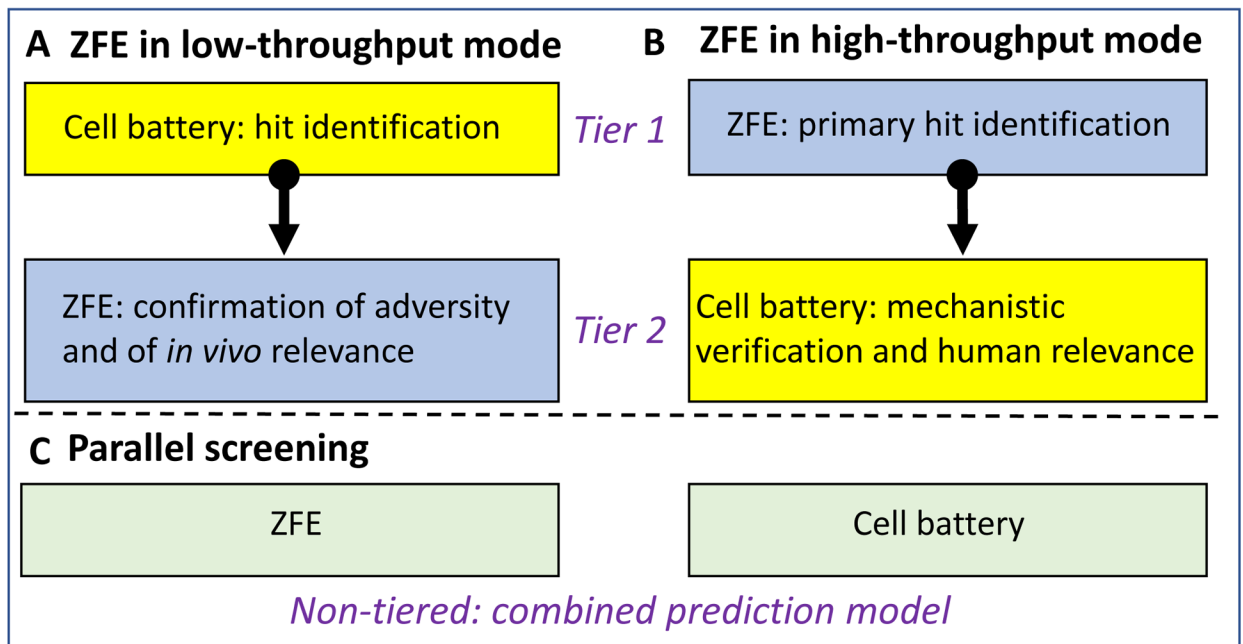 A ZFE in low-throughput mode
B ZFE in high-throughput mode
Cell battery: hit identification
Tier 1
ZFE: primary hit identification
ZFE: confirmation of adversity
and of in vivo relevance
Tier 2
Cell battery: mechanistic
verification and human relevance
C Parallel screening
ZFE
Cell battery
Non-tiered: combined prediction model